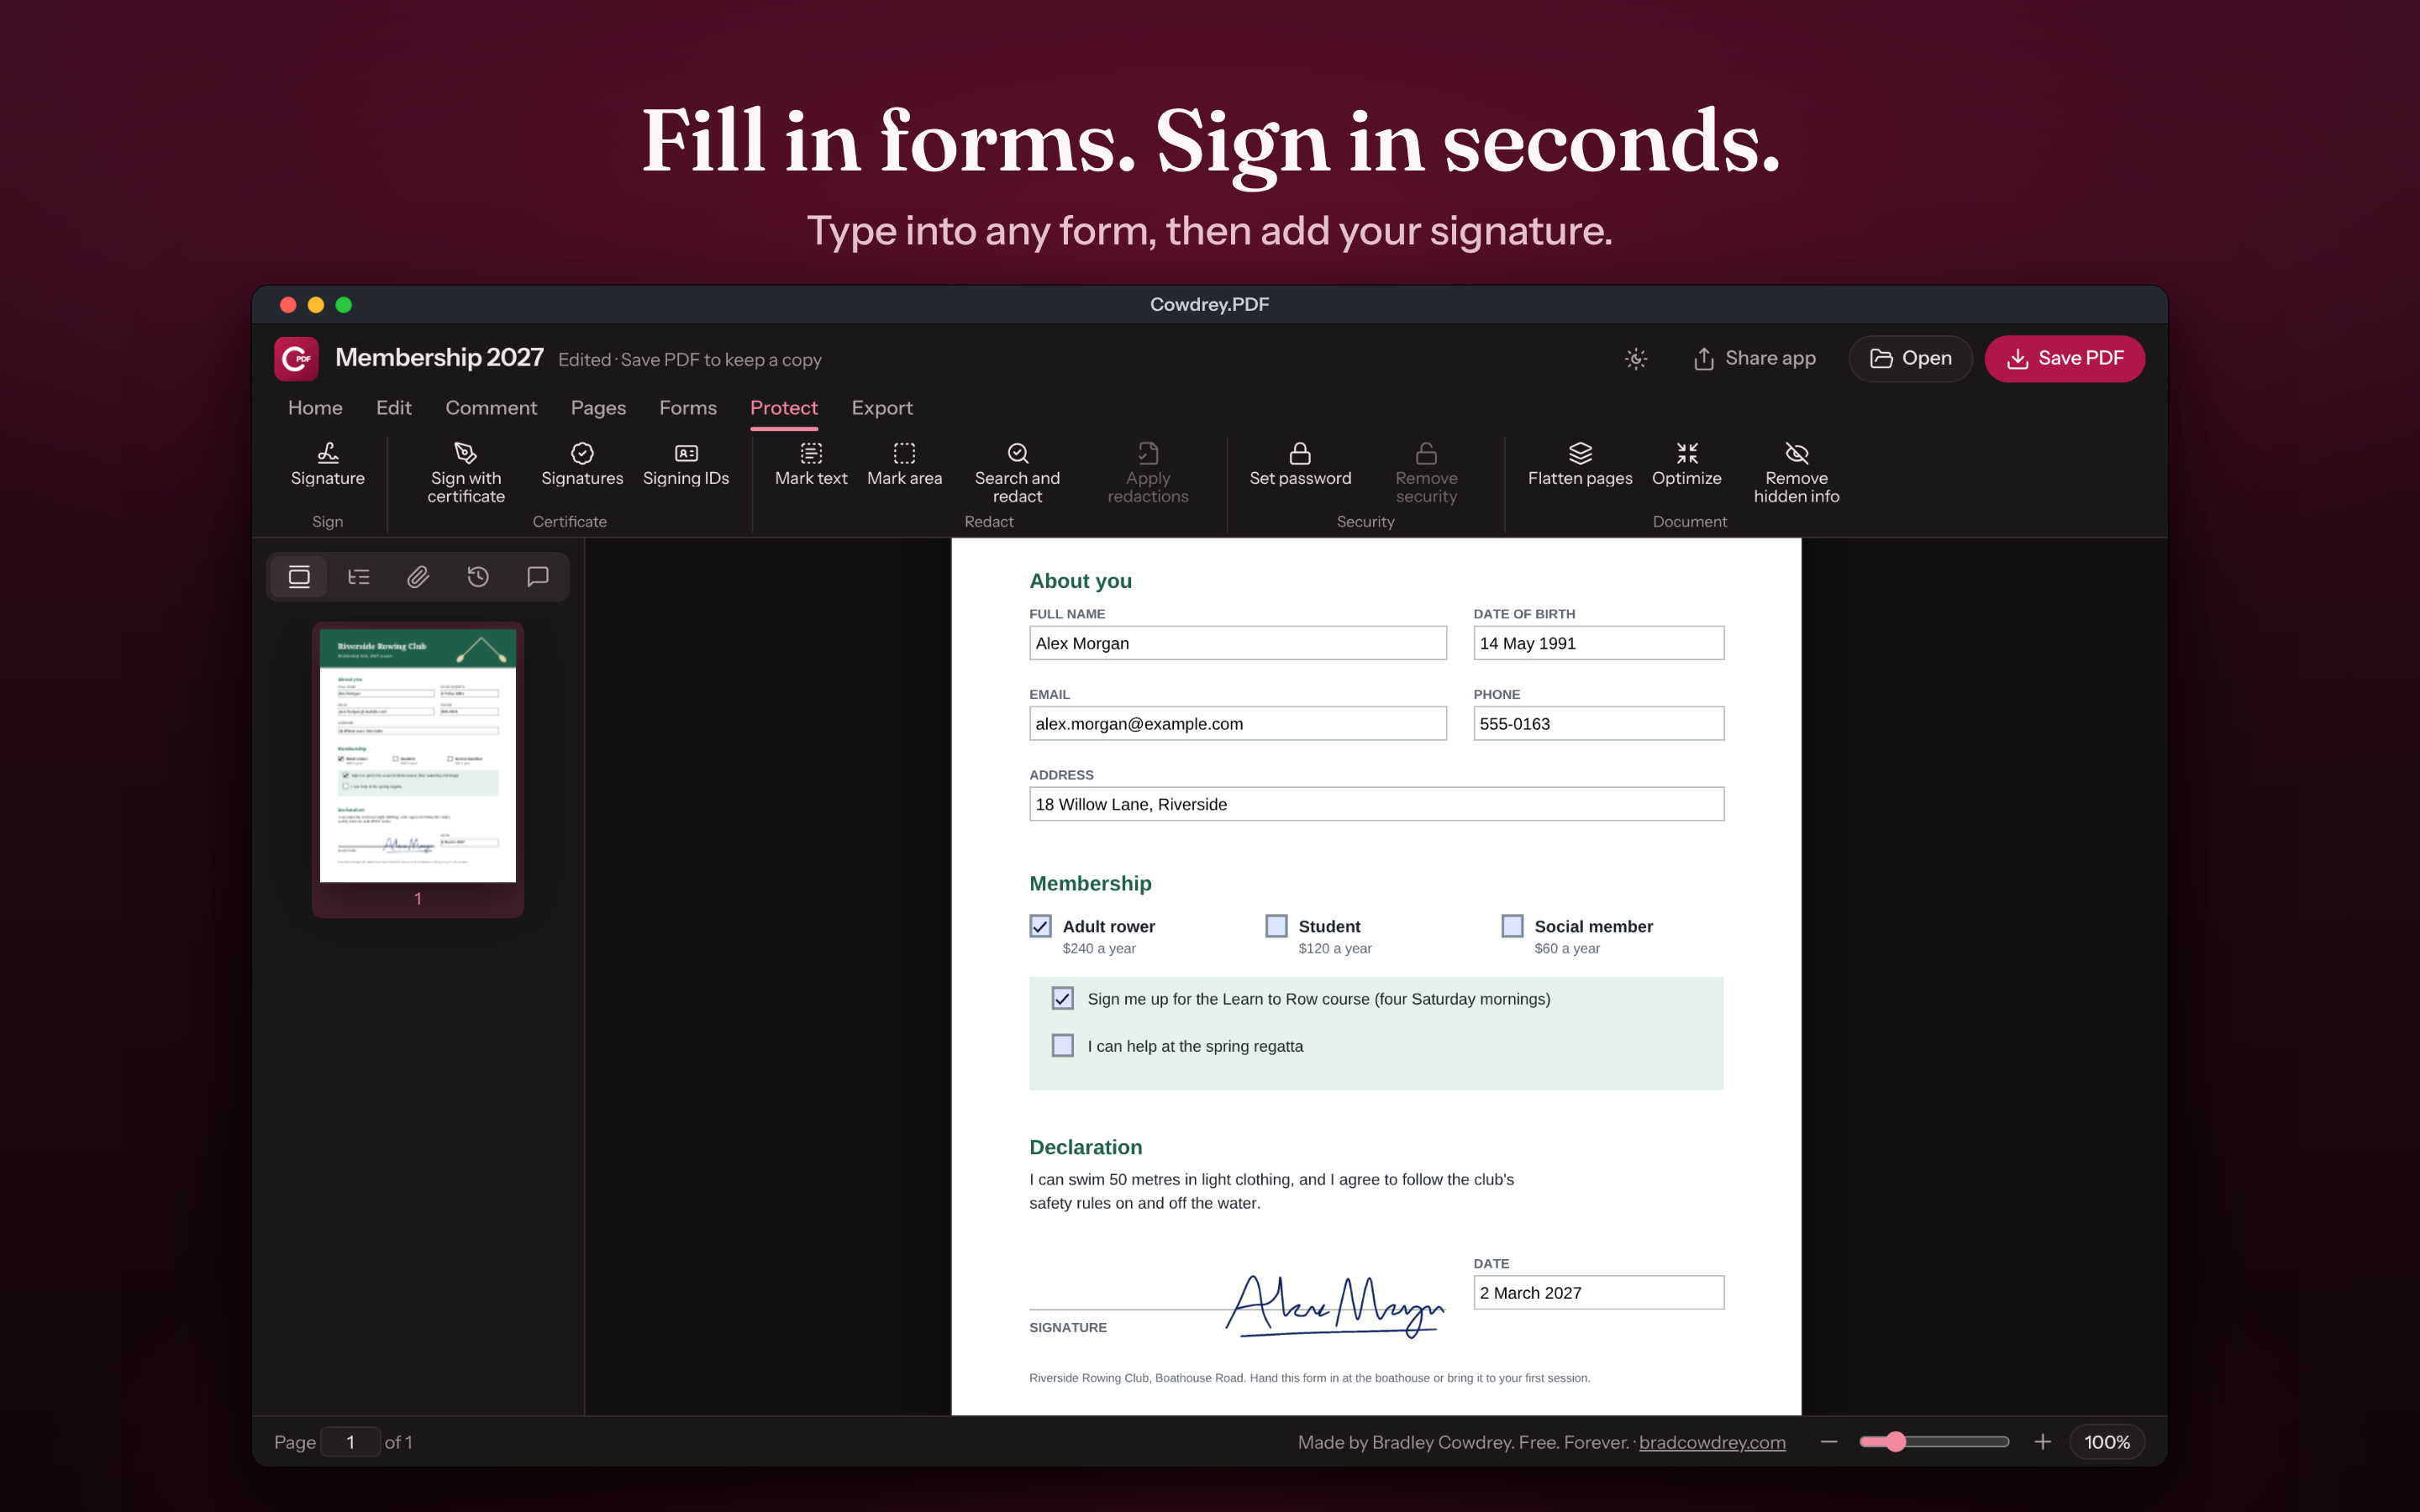 Fill in forms. Sign in seconds.
Type into any form, then add your signature.
Cowdrey.PDF
C PDF
Membership 2027
Edited · Save PDF to keep a copy
Share app
Open
Save PDF
Home
Edit
Comment
Pages
Forms
Protect
Export
Signature
Sign
Sign with
certificate
Signatures
Signing IDs
Certificate
Mark text
Mark area
Search and
redact
Apply
redactions
Redact
Set password
Remove
security
Security
Flatten pages
Optimize
Remove
hidden info
Document
Riverside Rowing Club
About you
Membership
Declaration
1
About you
FULL NAME
DATE OF BIRTH
Alex Morgan
14 May 1991
EMAIL
PHONE
alex.morgan@example.com
555-0163
ADDRESS
18 Willow Lane, Riverside
Membership
Adult rower
$240 a year
Student
$120 a year
Social member
$60 a year
Sign me up for the Learn to Row course (four Saturday mornings)
I can help at the spring regatta
Declaration
I can swim 50 metres in light clothing, and I agree to follow the club's
safety rules on and off the water.
DATE
2 March 2027
Alex Morgan
SIGNATURE
Riverside Rowing Club, Boathouse Road. Hand this form in at the boathouse or bring it to your first session.
Page 1 of 1
Made by Bradley Cowdrey. Free. Forever. · bradcowdrey.com
100%